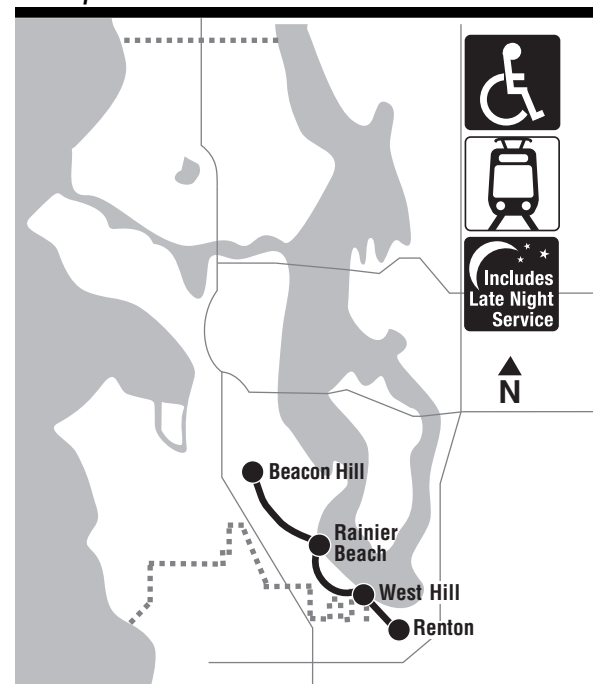 Includes
Late Night
Service
N
Beacon Hill
Rainier
Beach
West Hill
Renton